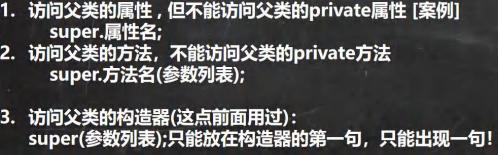 1. 访问父类的属性 , 但不能访问父类的private属性 [案例]
super.属性名;
2. 访问父类的方法，不能访问父类的private方法
super.方法名(参数列表);
3. 访问父类的构造器(这点前面用过)：
super(参数列表);只能放在构造器的第一句，只能出现一句！